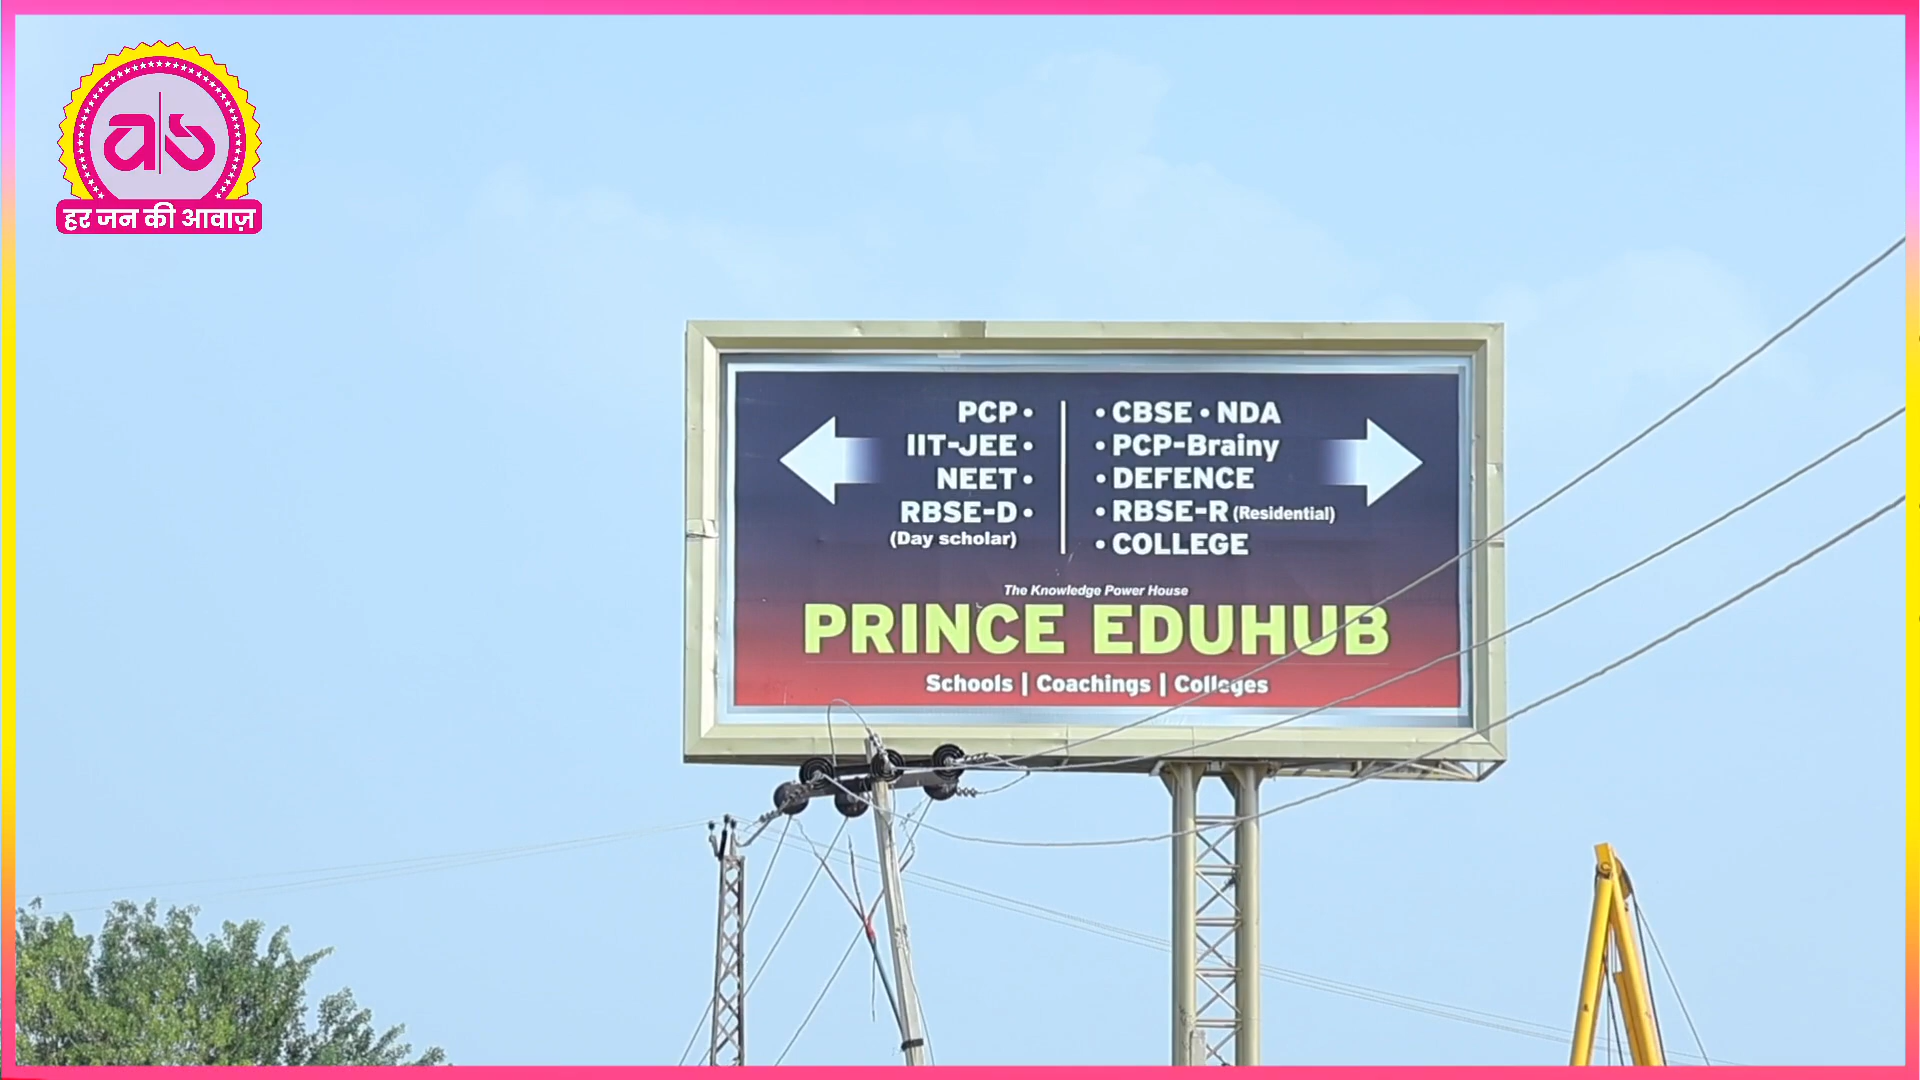 ab
हर जन की आवाज़
PCP •
IIT-JEE •
NEET •
RBSE-D •
(Day scholar)
• CBSE • NDA
• PCP-Brainy
• DEFENCE
• RBSE-R (Residential)
• COLLEGE
The Knowledge Power House
PRINCE EDUHUB
Schools | Coachings | Colleges